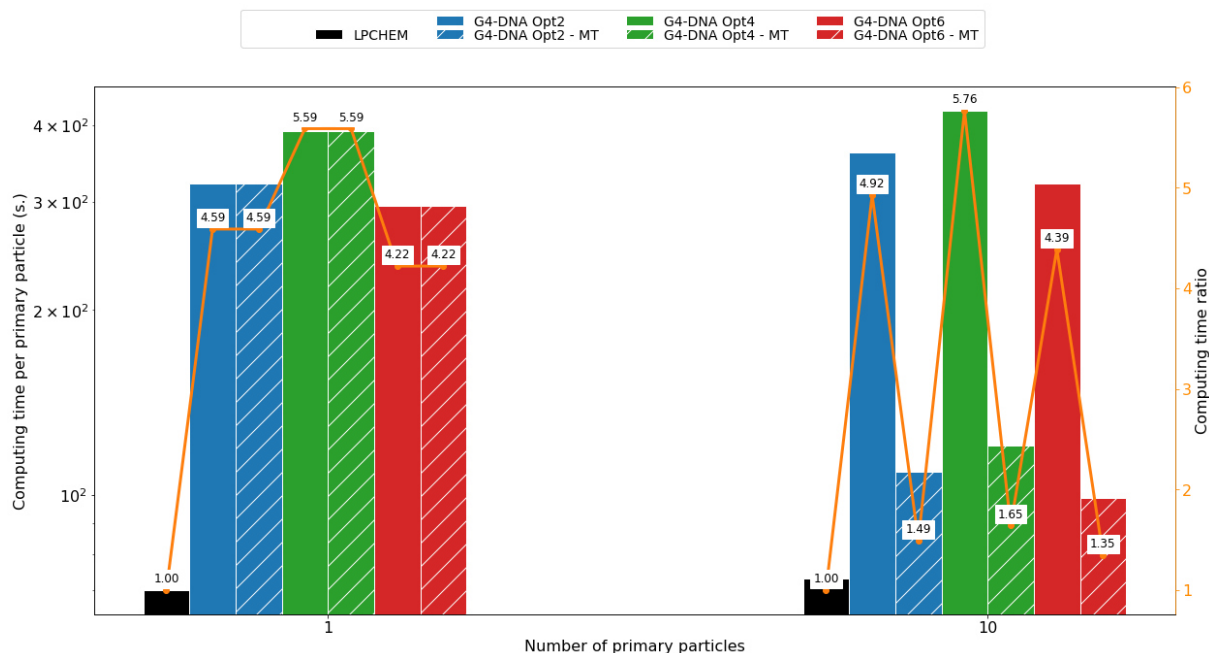 LPCHEM
G4-DNA Opt2
G4-DNA Opt2 - MT
G4-DNA Opt4
G4-DNA Opt4 - MT
G4-DNA Opt6
G4-DNA Opt6 - MT
Computing time per primary particle (s.)
4 × 10²
3 × 10²
2 × 10²
10²
1.00
4.59
4.59
5.59
5.59
4.22
4.22
1.00
4.92
1.49
5.76
1.65
4.39
1.35
6
5
4
3
2
1
Computing time ratio
1
10
Number of primary particles